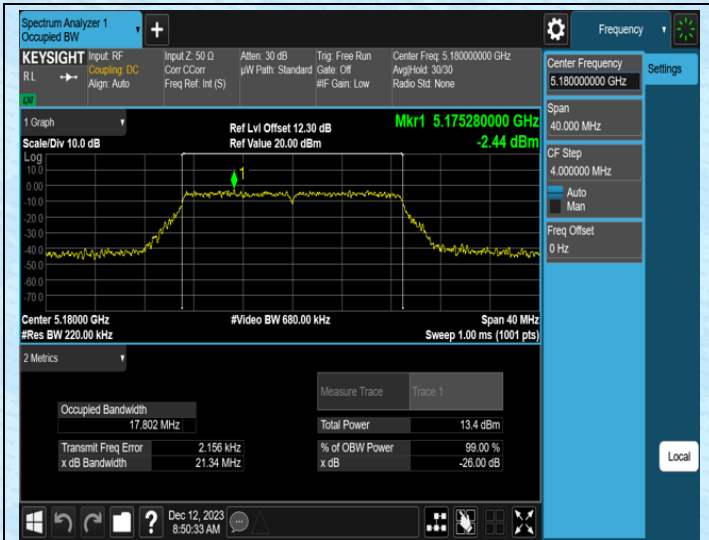 Spectrum Analyzer 1
Occupied BW
Frequency
KEYSIGHT
RL
LXI
Input: RF
Coupling: DC
Align: Auto
Input Z: 50 Ω
Corr CCorr
Freq Ref: Int (S)
Atten: 30 dB
µW Path: Standard
Trig: Free Run
Gate: Off
#IF Gain: Low
Center Freq: 5.180000000 GHz
Avg|Hold: 30/30
Radio Std: None
Center Frequency
5.180000000 GHz
Settings
Span
40.000 MHz
CF Step
4.000000 MHz
Auto
Man
Freq Offset
0 Hz
1 Graph
Scale/Div 10.0 dB
Ref Lvl Offset 12.30 dB
Ref Value 20.00 dBm
Mkr1 5.175280000 GHz
-2.44 dBm
Log
10.0
0.00
-10.0
-20.0
-30.0
-40.0
-50.0
-60.0
-70.0
1
Center 5.18000 GHz
#Res BW 220.00 kHz
#Video BW 680.00 kHz
Span 40 MHz
Sweep 1.00 ms (1001 pts)
2 Metrics
Measure Trace Trace 1
Occupied Bandwidth
17.802 MHz
Total Power 13.4 dBm
Transmit Freq Error 2.156 kHz
% of OBW Power 99.00 %
x dB Bandwidth 21.34 MHz
x dB -26.00 dB
Local
Dec 12, 2023
8:50:33 AM